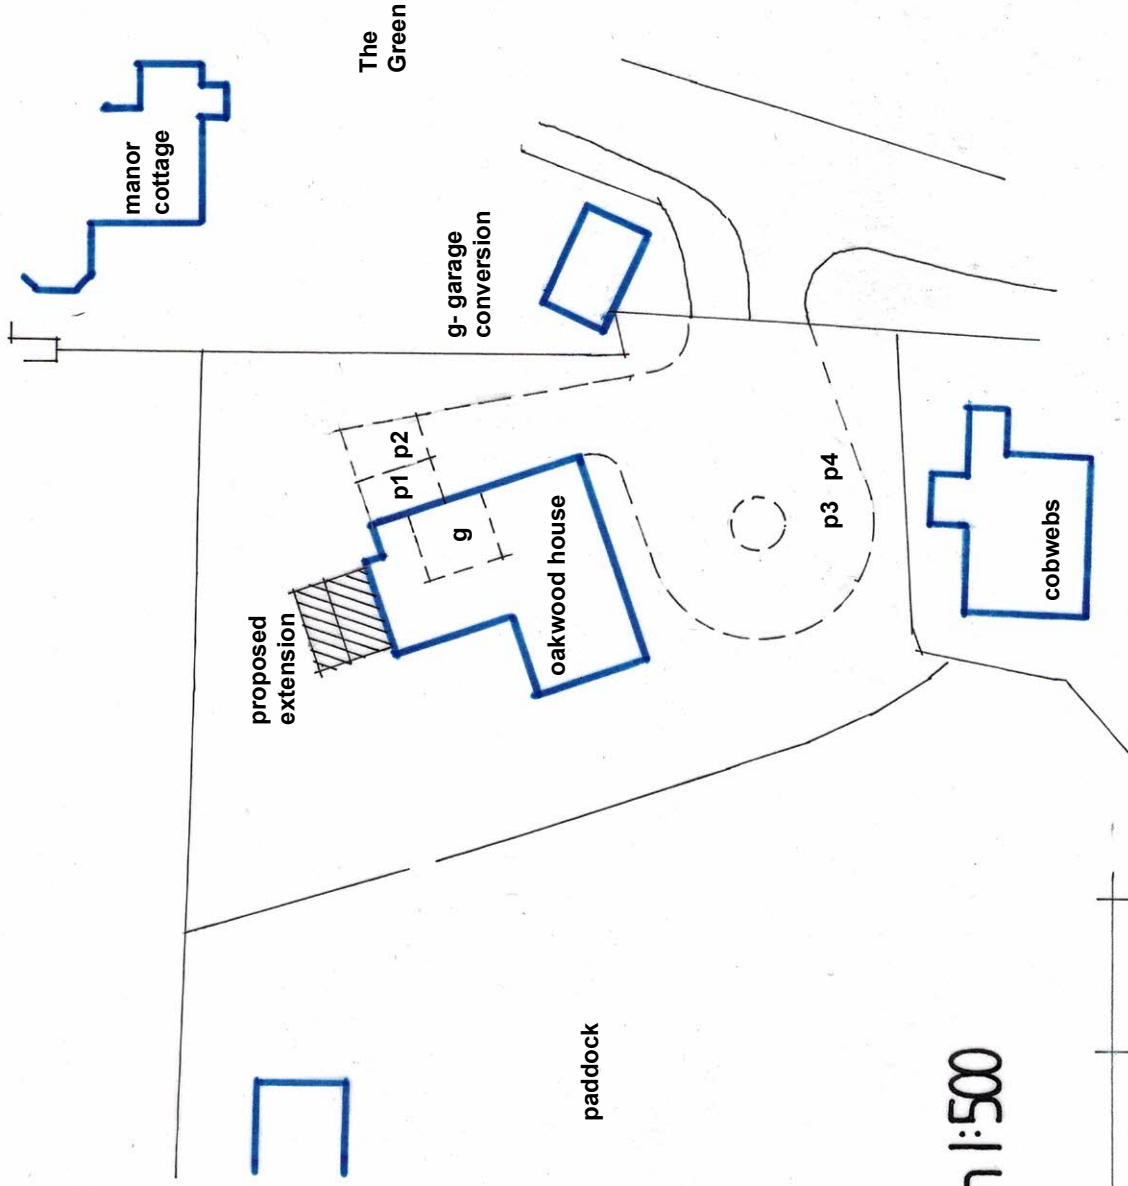 The
Green
manor
cottage
g- garage
conversion
p1 p2
g
proposed
extension
oakwood house
p3 p4
cobwebs
paddock
1:500